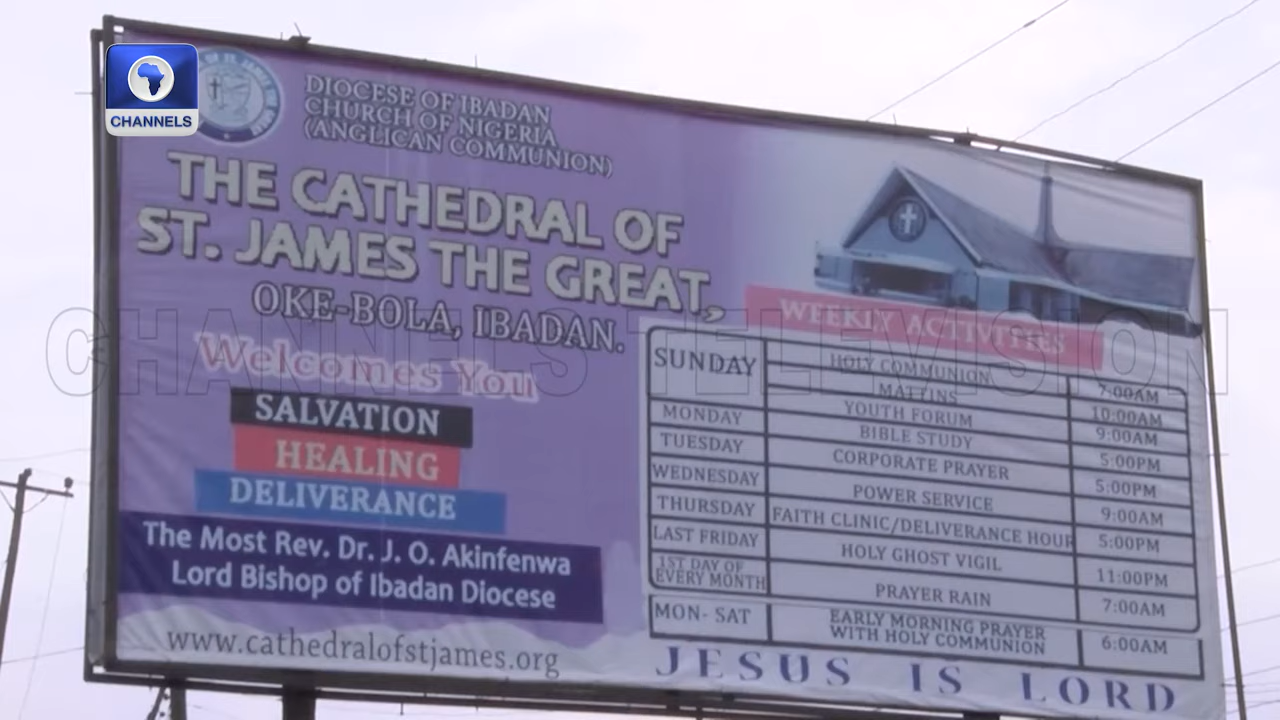 CHANNELS
DIOCESE OF IBADAN
CHURCH OF NIGERIA
(ANGLICAN COMMUNION)
THE CATHEDRAL OF
ST. JAMES THE GREAT,
OKE-BOLA, IBADAN.
Welcomes You
SALVATION
HEALING
DELIVERANCE
The Most Rev. Dr. J. O. Akinfenwa
Lord Bishop of Ibadan Diocese
www.cathedralofstjames.org
WEEKLY ACTIVITIES
SUNDAY HOLY COMMUNION 7:00AM
MATTINS 10:00AM
YOUTH FORUM 9:00AM
MONDAY BIBLE STUDY 5:00PM
TUESDAY CORPORATE PRAYER 5:00PM
WEDNESDAY POWER SERVICE 9:00AM
THURSDAY FAITH CLINIC/DELIVERANCE HOUR 5:00PM
LAST FRIDAY HOLY GHOST VIGIL 11:00PM
1ST DAY OF
EVERY MONTH PRAYER RAIN 7:00AM
MON- SAT EARLY MORNING PRAYER
WITH HOLY COMMUNION 6:00AM
JESUS IS LORD
CHANNELS TELEVISION